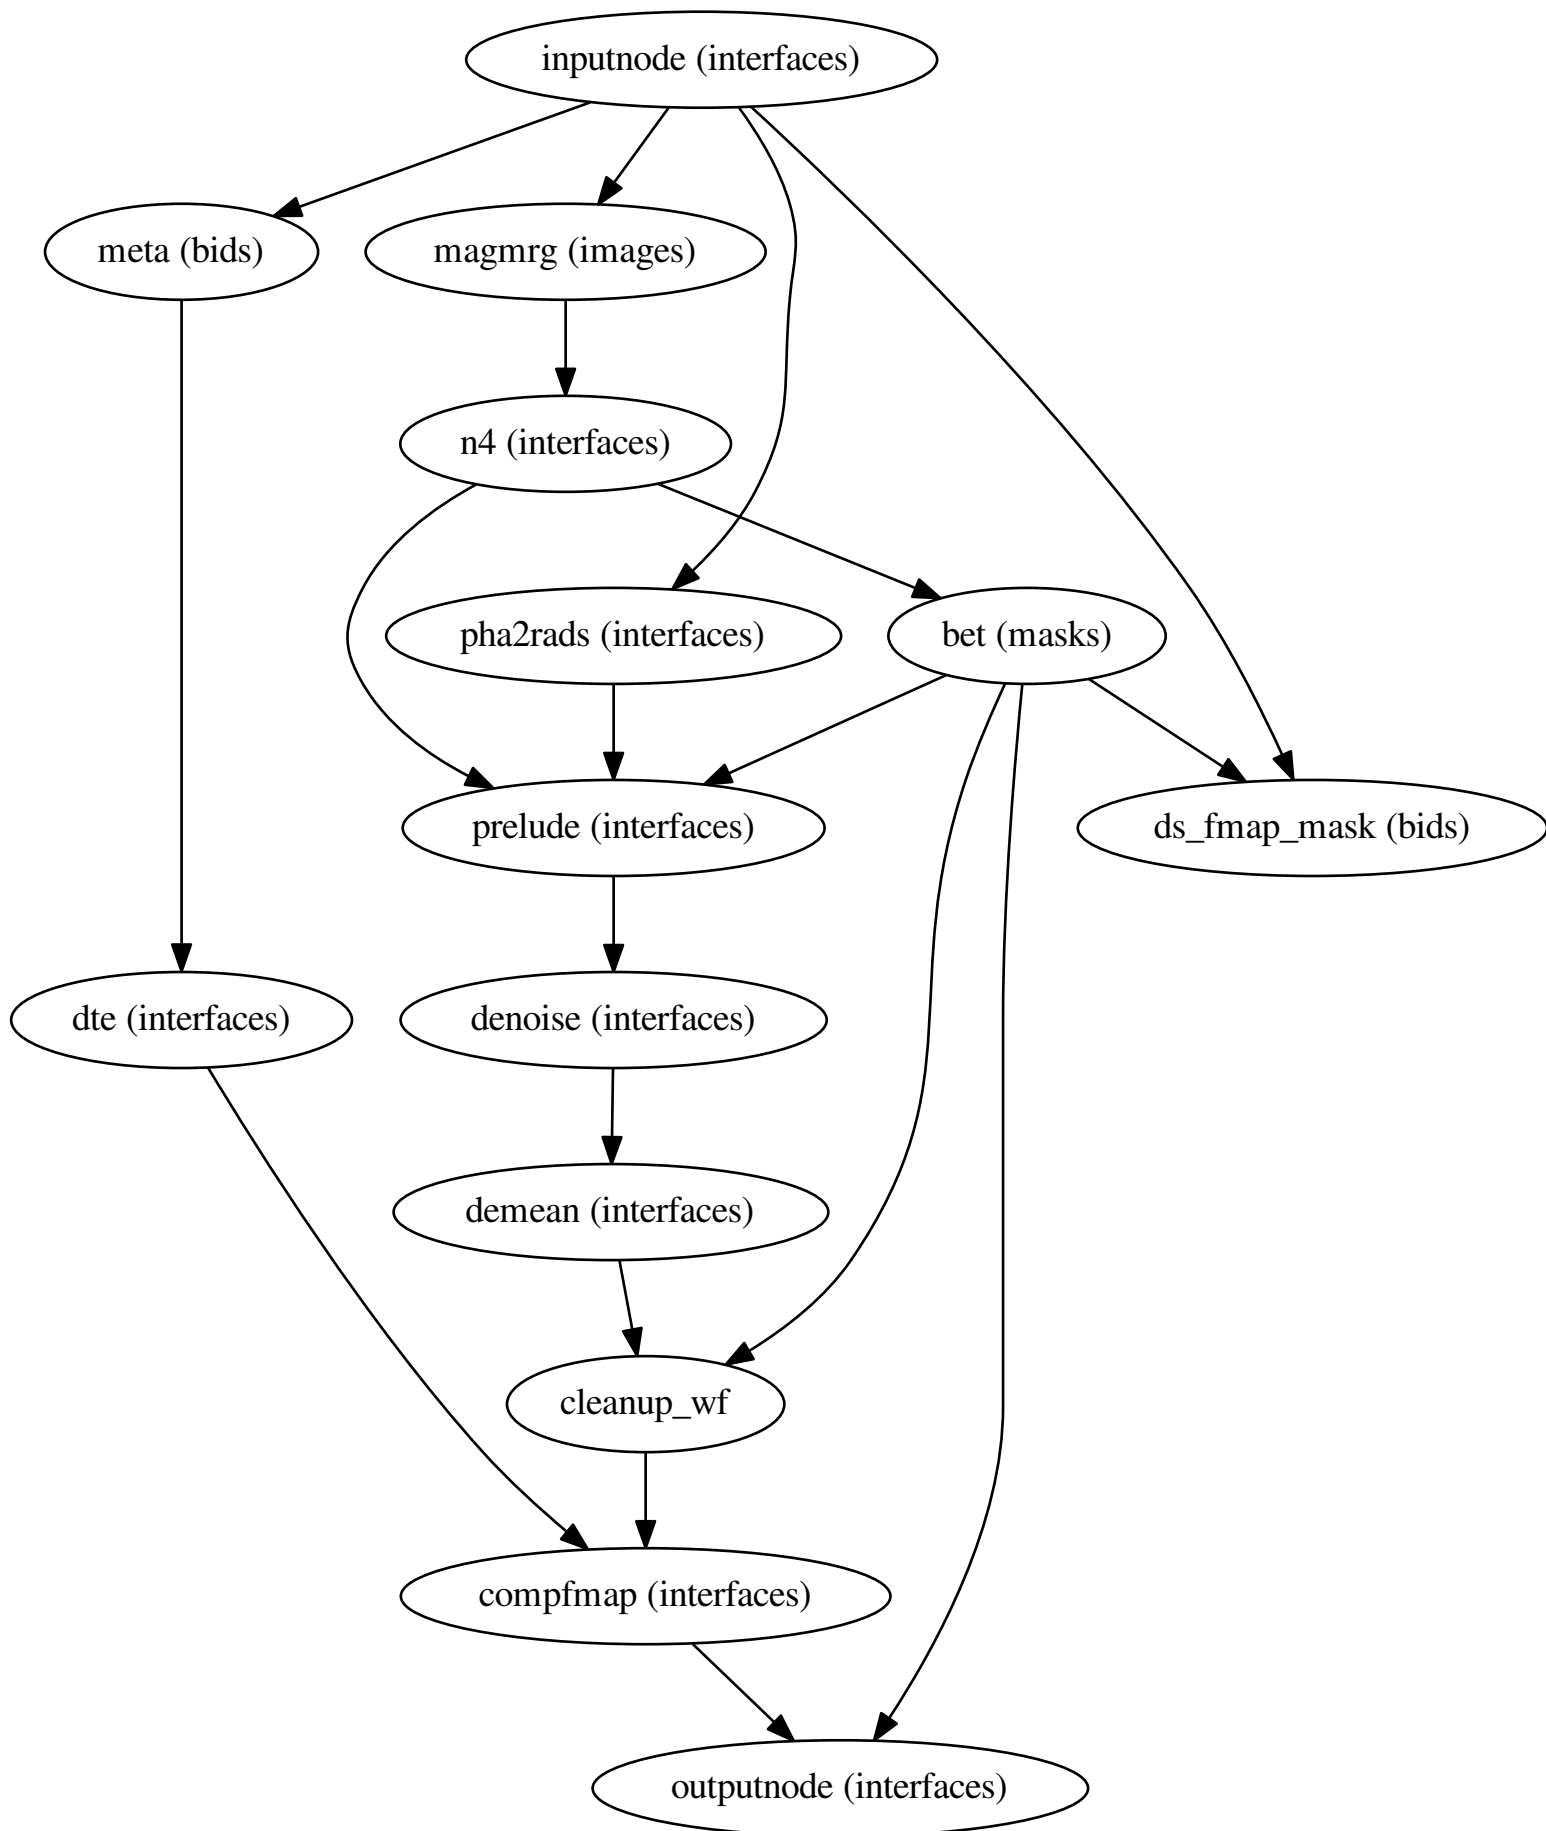 inputnode (interfaces)
meta (bids)
magmrg (images)
n4 (interfaces)
pha2rads (interfaces)
bet (masks)
prelude (interfaces)
ds_fmap_mask (bids)
dte (interfaces)
denoise (interfaces)
demean (interfaces)
cleanup_wf
compfmap (interfaces)
outputnode (interfaces)